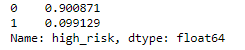 0    0.900871
1    0.099129
Name: high_risk, dtype: float64